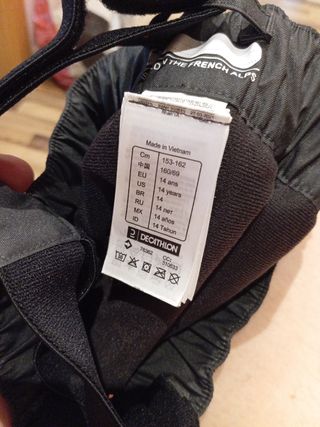 THE FRENCH ALPS
Made in Vietnam
Cm 153-162
中国 160/69
EU 14 ans
US 14 years
BR 14
RU 14 лет
MX 14 años
ID 14 Tahun
DECATHLON